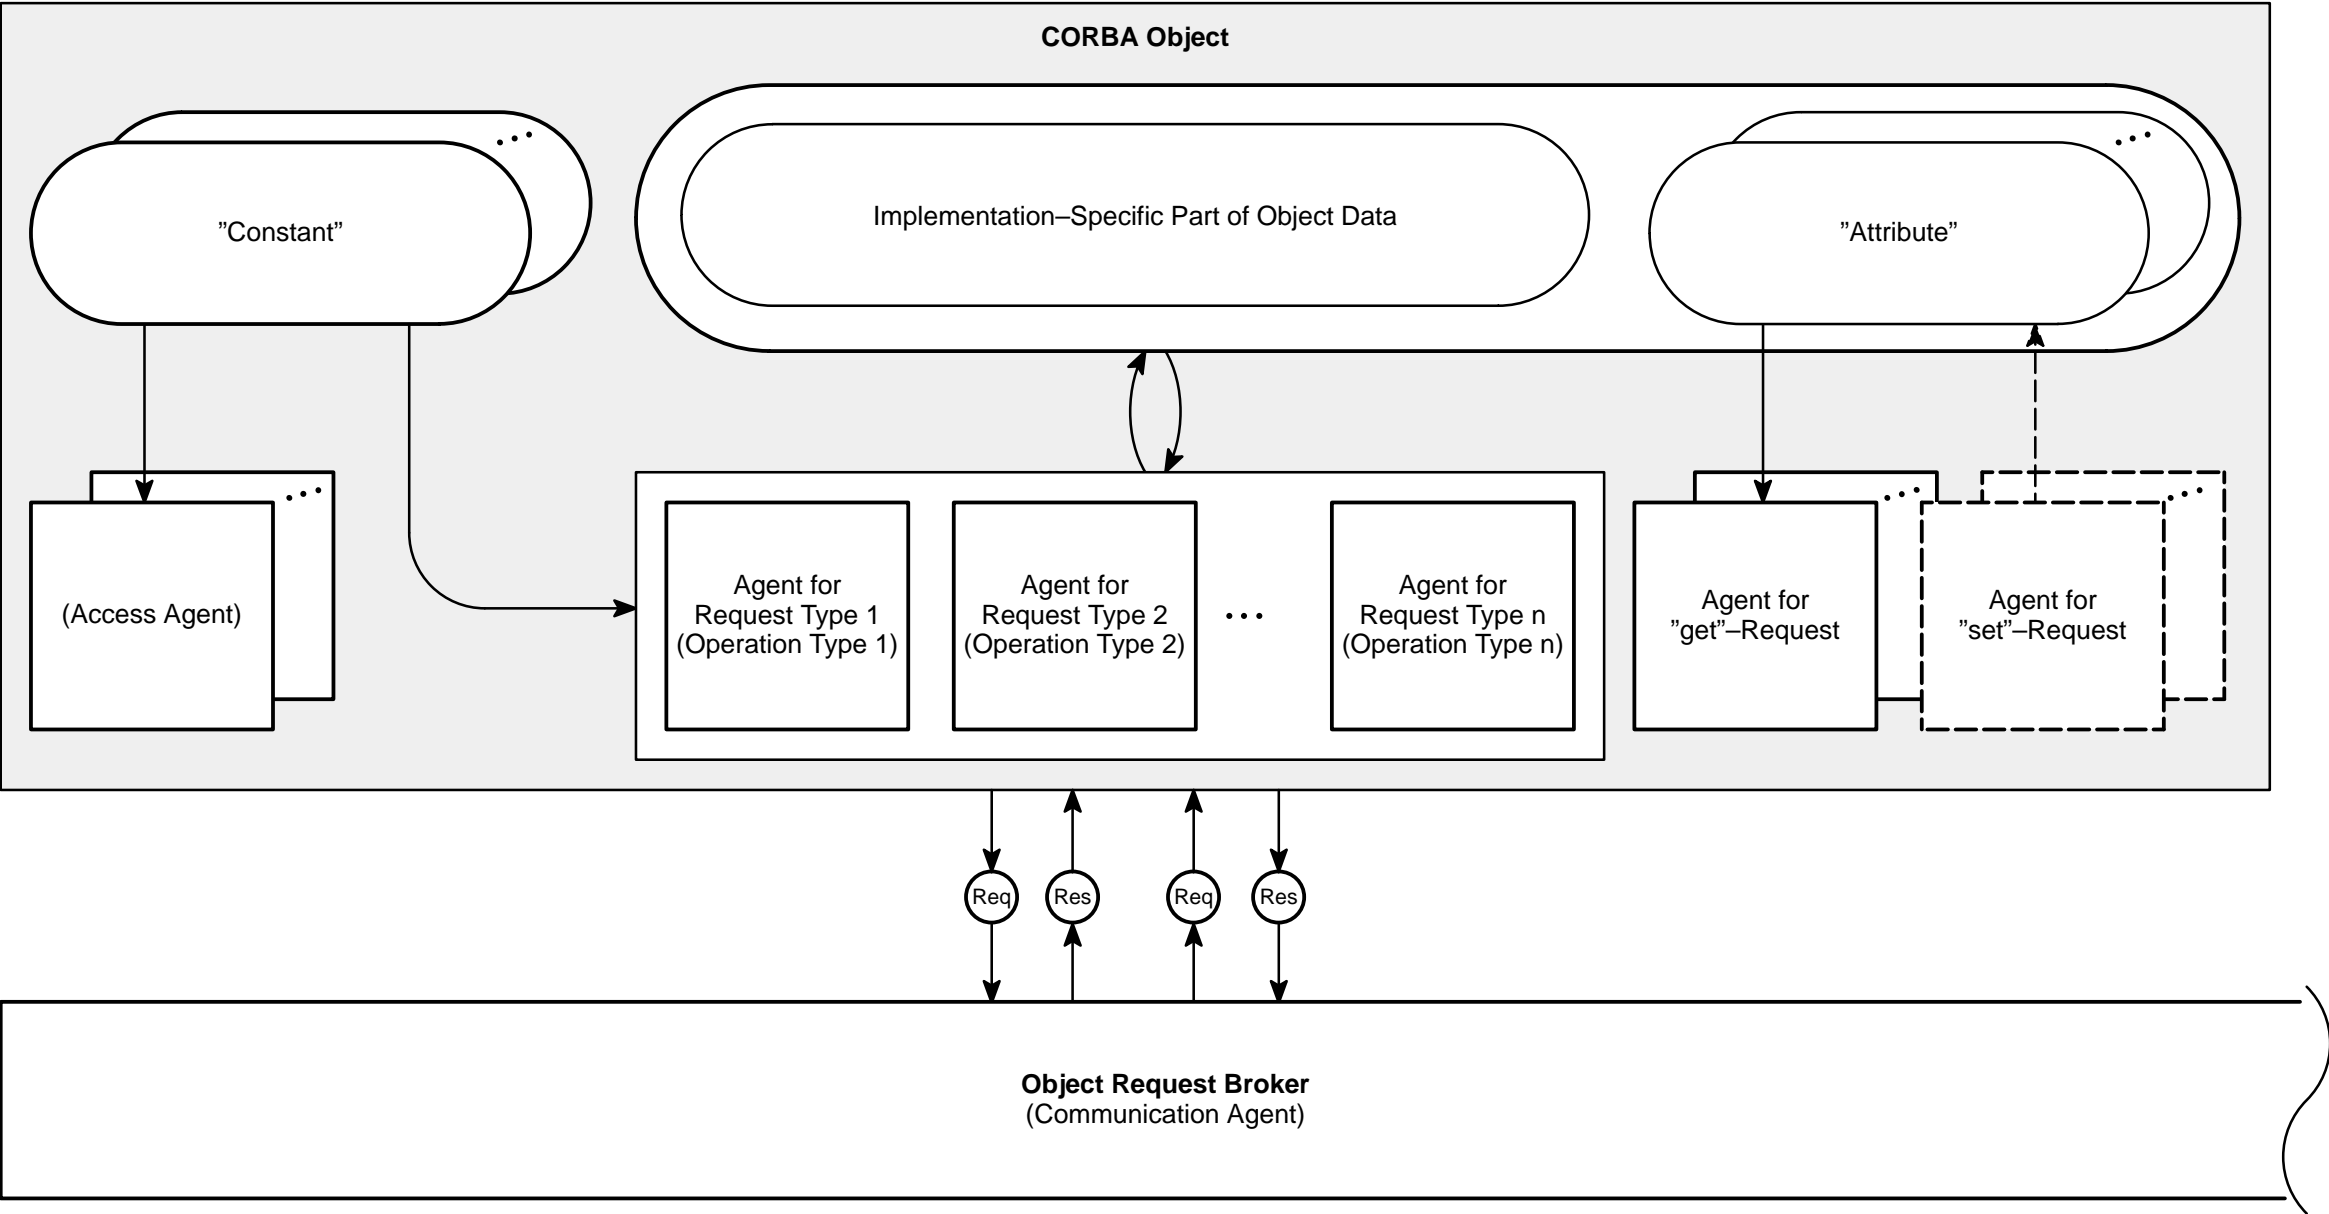 CORBA Object
”Constant”
Implementation–Specific Part of Object Data
”Attribute”
(Access Agent)
Agent for
Request Type 1
(Operation Type 1)
Agent for
Request Type 2
(Operation Type 2)
Agent for
Request Type n
(Operation Type n)
Agent for
”get”–Request
Agent for
”set”–Request
Req
Res
Req
Res
Object Request Broker
(Communication Agent)